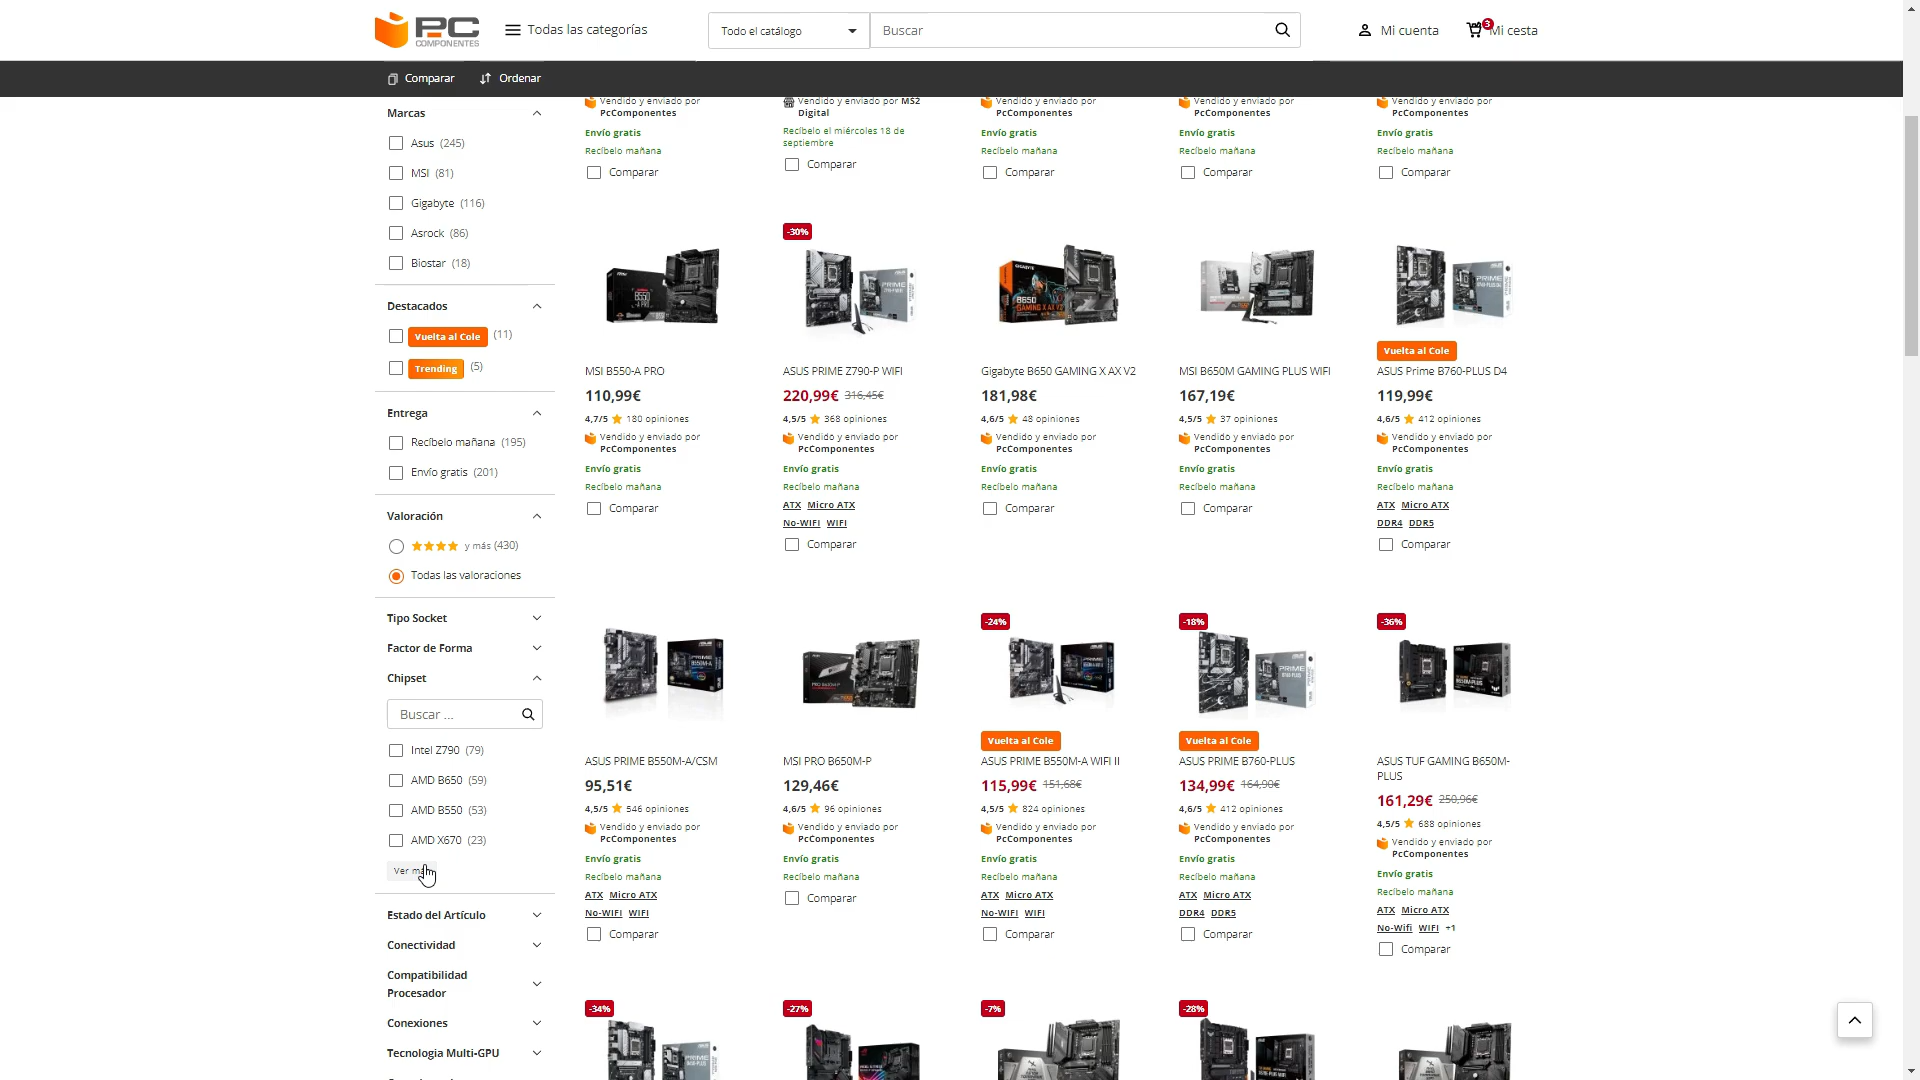 PC COMPONENTES
Todas las categorías
Todo el catálogo
Buscar
Mi cuenta
3
Mi cesta
Comparar
Ordenar
Marcas
Asus (245)
MSI (81)
Gigabyte (116)
Asrock (86)
Biostar (18)
Destacados
Vuelta al Cole (11)
Trending (5)
Entrega
Recíbelo mañana (195)
Envío gratis (201)
Valoración
y más (430)
Todas las valoraciones
Tipo Socket
Factor de Forma
Chipset
Buscar ...
Intel Z790 (79)
AMD B650 (59)
AMD B550 (53)
AMD X670 (23)
Estado del Artículo
Conectividad
Compatibilidad
Procesador
Conexiones
Tecnologia Multi-GPU
Vendido y enviado por
PcComponentes
Envío gratis
Recíbelo mañana
Comparar
Vendido y enviado por MS2
Digital
Recíbelo el miércoles 18 de
septiembre
Comparar
Vendido y enviado por
PcComponentes
Envío gratis
Recíbelo mañana
Comparar
Vendido y enviado por
PcComponentes
Envío gratis
Recíbelo mañana
Comparar
Vendido y enviado por
PcComponentes
Envío gratis
Recíbelo mañana
Comparar
MSI B550-A PRO
110,99€
4,7/5 180 opiniones
Vendido y enviado por
PcComponentes
Envío gratis
Recíbelo mañana
Comparar
-30%
ASUS PRIME Z790-P WIFI
220,99€ 316,45€
4,5/5 368 opiniones
Vendido y enviado por
PcComponentes
Envío gratis
Recíbelo mañana
ATX Micro ATX
No-WIFI WIFI
Comparar
Gigabyte B650 GAMING X AX V2
181,98€
4,6/5 48 opiniones
Vendido y enviado por
PcComponentes
Envío gratis
Recíbelo mañana
Comparar
MSI B650M GAMING PLUS WIFI
167,19€
4,5/5 37 opiniones
Vendido y enviado por
PcComponentes
Envío gratis
Recíbelo mañana
Comparar
Vuelta al Cole
ASUS Prime B760-PLUS D4
119,99€
4,6/5 412 opiniones
Vendido y enviado por
PcComponentes
Envío gratis
Recíbelo mañana
ATX Micro ATX
DDR4 DDR5
Comparar
ASUS PRIME B550M-A/CSM
95,51€
4,5/5 546 opiniones
Vendido y enviado por
PcComponentes
Envío gratis
Recíbelo mañana
ATX Micro ATX
No-WIFI WIFI
Comparar
MSI PRO B650M-P
129,46€
4,6/5 96 opiniones
Vendido y enviado por
PcComponentes
Envío gratis
Recíbelo mañana
Comparar
-24%
Vuelta al Cole
ASUS PRIME B550M-A WIFI II
115,99€ 151,68€
4,5/5 824 opiniones
Vendido y enviado por
PcComponentes
Envío gratis
Recíbelo mañana
ATX Micro ATX
No-WIFI WIFI
Comparar
-18%
Vuelta al Cole
ASUS PRIME B760-PLUS
134,99€ 164,90€
4,6/5 412 opiniones
Vendido y enviado por
PcComponentes
Envío gratis
Recíbelo mañana
ATX Micro ATX
DDR4 DDR5
Comparar
-36%
ASUS TUF GAMING B650M-
PLUS
161,29€ 250,96€
4,5/5 688 opiniones
Vendido y enviado por
PcComponentes
Envío gratis
Recíbelo mañana
ATX Micro ATX
No-Wifi WIFI +1
Comparar
-34%
-27%
-7%
-28%